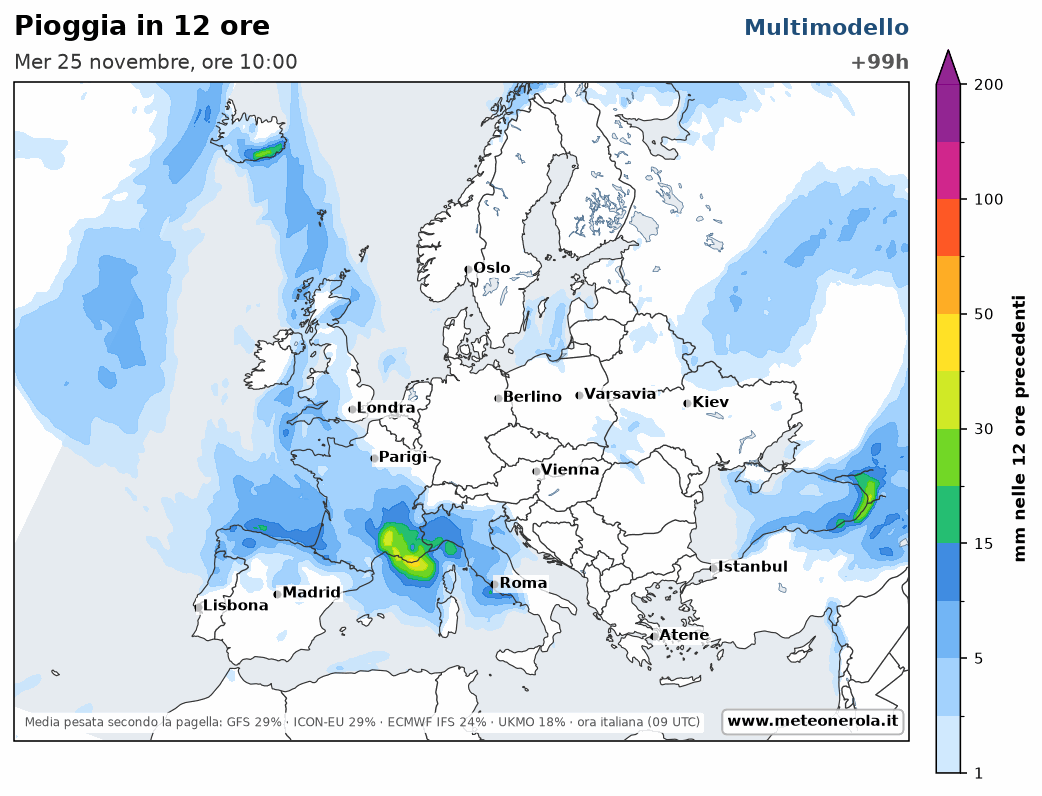 Pioggia in 12 ore
Multimodello
Mer 25 novembre, ore 10:00
+99h
200
100
50
30
15
5
1
mm nelle 12 ore precedenti
Oslo
Berlino
Varsavia
Kiev
Londra
Parigi
Vienna
Istanbul
Roma
Madrid
Lisbona
Atene
Media pesata secondo la pagella: GFS 29% · ICON-EU 29% · ECMWF IFS 24% · UKMO 18% · ora italiana (09 UTC)
www.meteonerola.it